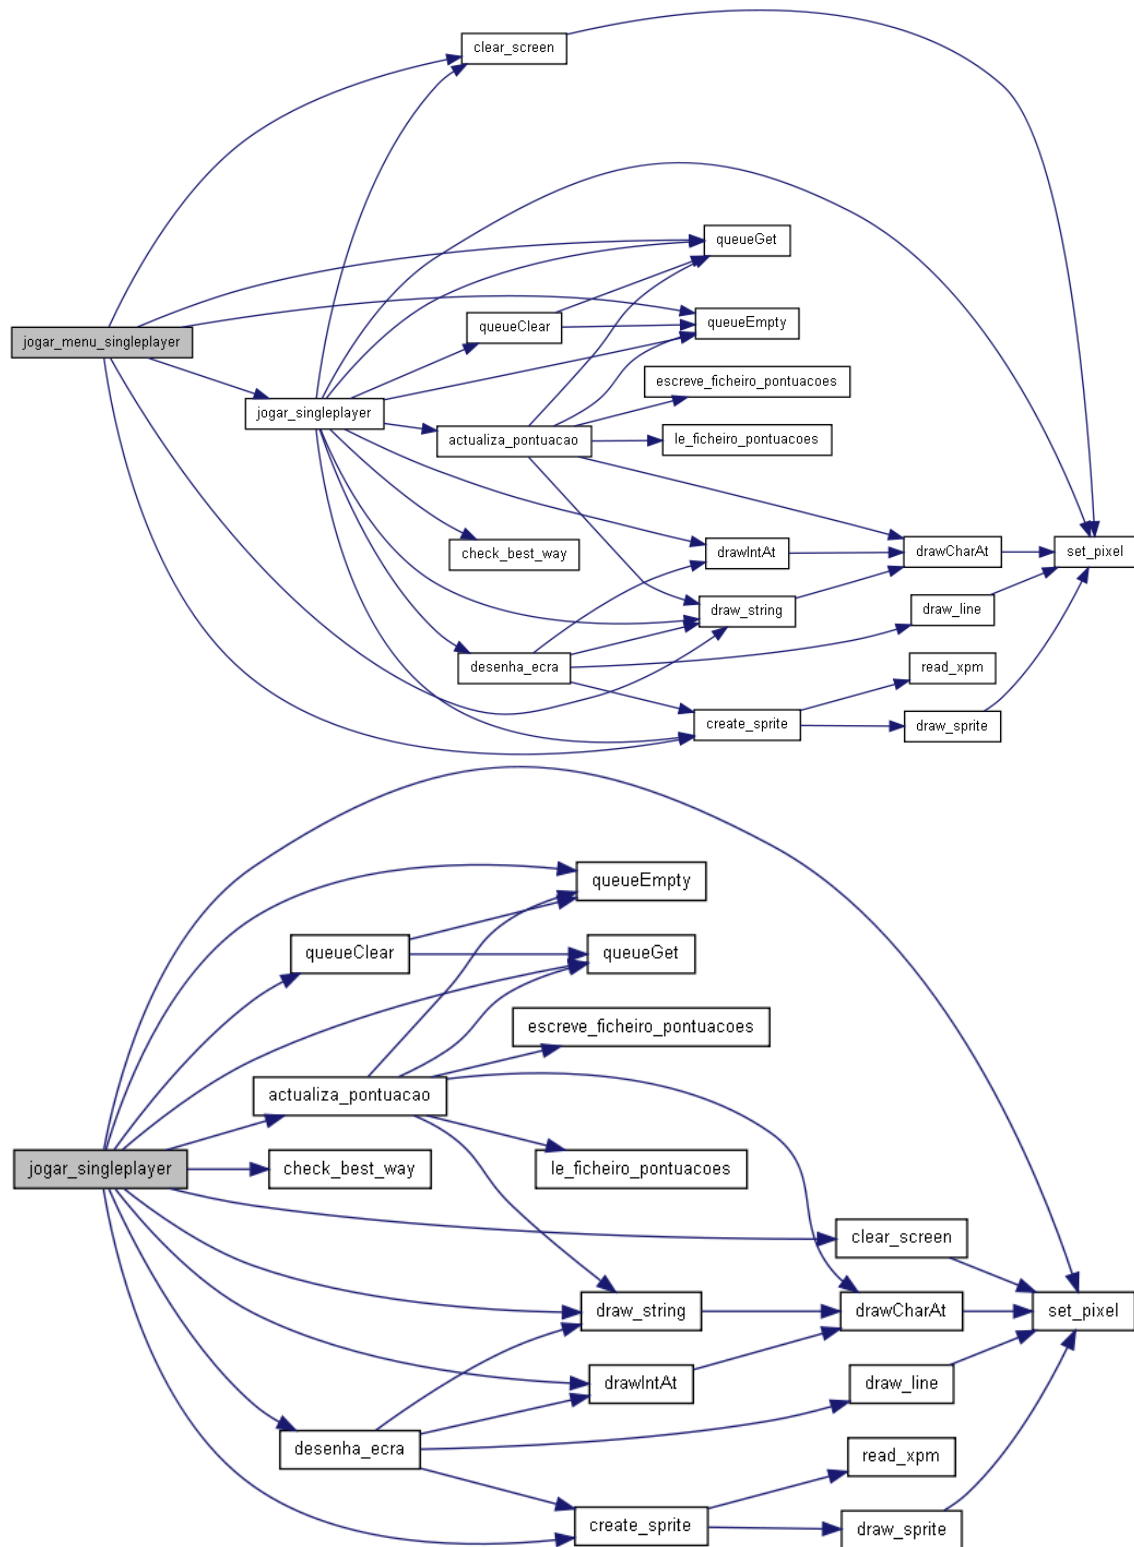 clear_screen
queueGet
queueClear
queueEmpty
jogar_menu_singleplayer
escreve_ficheiro_pontuacoes
jogar_singleplayer
actualiza_pontuacao
le_ficheiro_pontuacoes
check_best_way
drawIntAt
drawCharAt
set_pixel
draw_string
draw_line
desenha_ecra
read_xpm
create_sprite
draw_sprite
queueEmpty
queueClear
queueGet
escreve_ficheiro_pontuacoes
actualiza_pontuacao
jogar_singleplayer
check_best_way
le_ficheiro_pontuacoes
clear_screen
draw_string
drawCharAt
set_pixel
drawIntAt
draw_line
desenha_ecra
read_xpm
create_sprite
draw_sprite